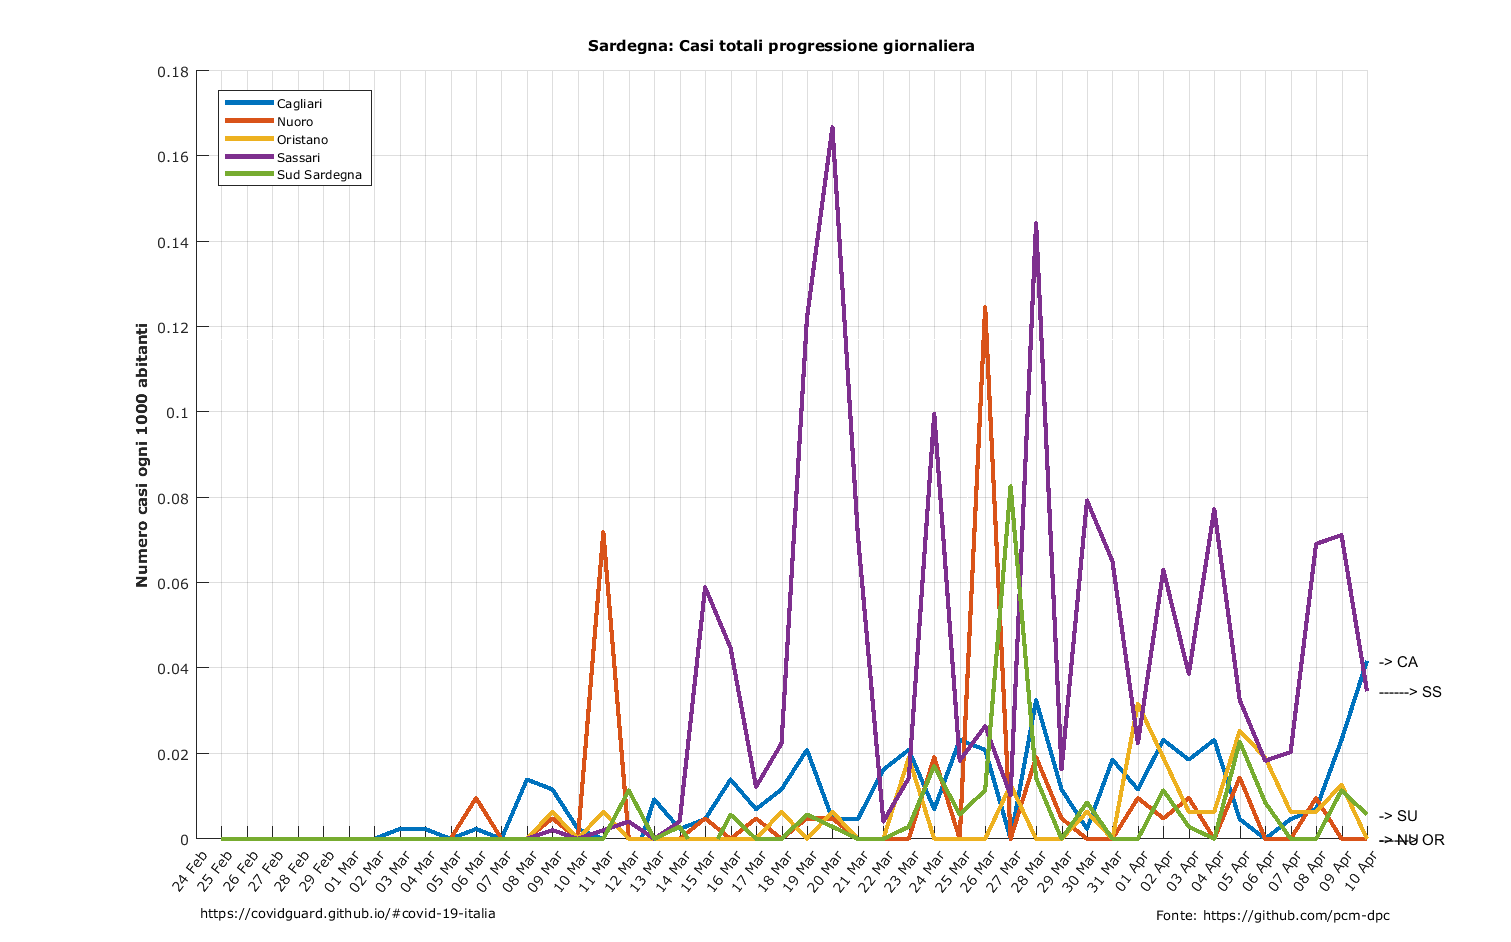 Sardegna: Casi totali progressione giornaliera
Numero casi ogni 1000 abitanti
0.18
0.16
0.14
0.12
0.1
0.08
0.06
0.04
0.02
0
Cagliari
Nuoro
Oristano
Sassari
Sud Sardegna
-> CA
------> SS
-> SU
-> NU
------> OR
24 Feb
25 Feb
26 Feb
27 Feb
28 Feb
29 Feb
01 Mar
02 Mar
03 Mar
04 Mar
05 Mar
06 Mar
07 Mar
08 Mar
09 Mar
10 Mar
11 Mar
12 Mar
13 Mar
14 Mar
15 Mar
16 Mar
17 Mar
18 Mar
19 Mar
20 Mar
21 Mar
22 Mar
23 Mar
24 Mar
25 Mar
26 Mar
27 Mar
28 Mar
29 Mar
30 Mar
31 Mar
01 Apr
02 Apr
03 Apr
04 Apr
05 Apr
06 Apr
07 Apr
08 Apr
09 Apr
10 Apr
https://covidguard.github.io/#covid-19-italia
Fonte: https://github.com/pcm-dpc